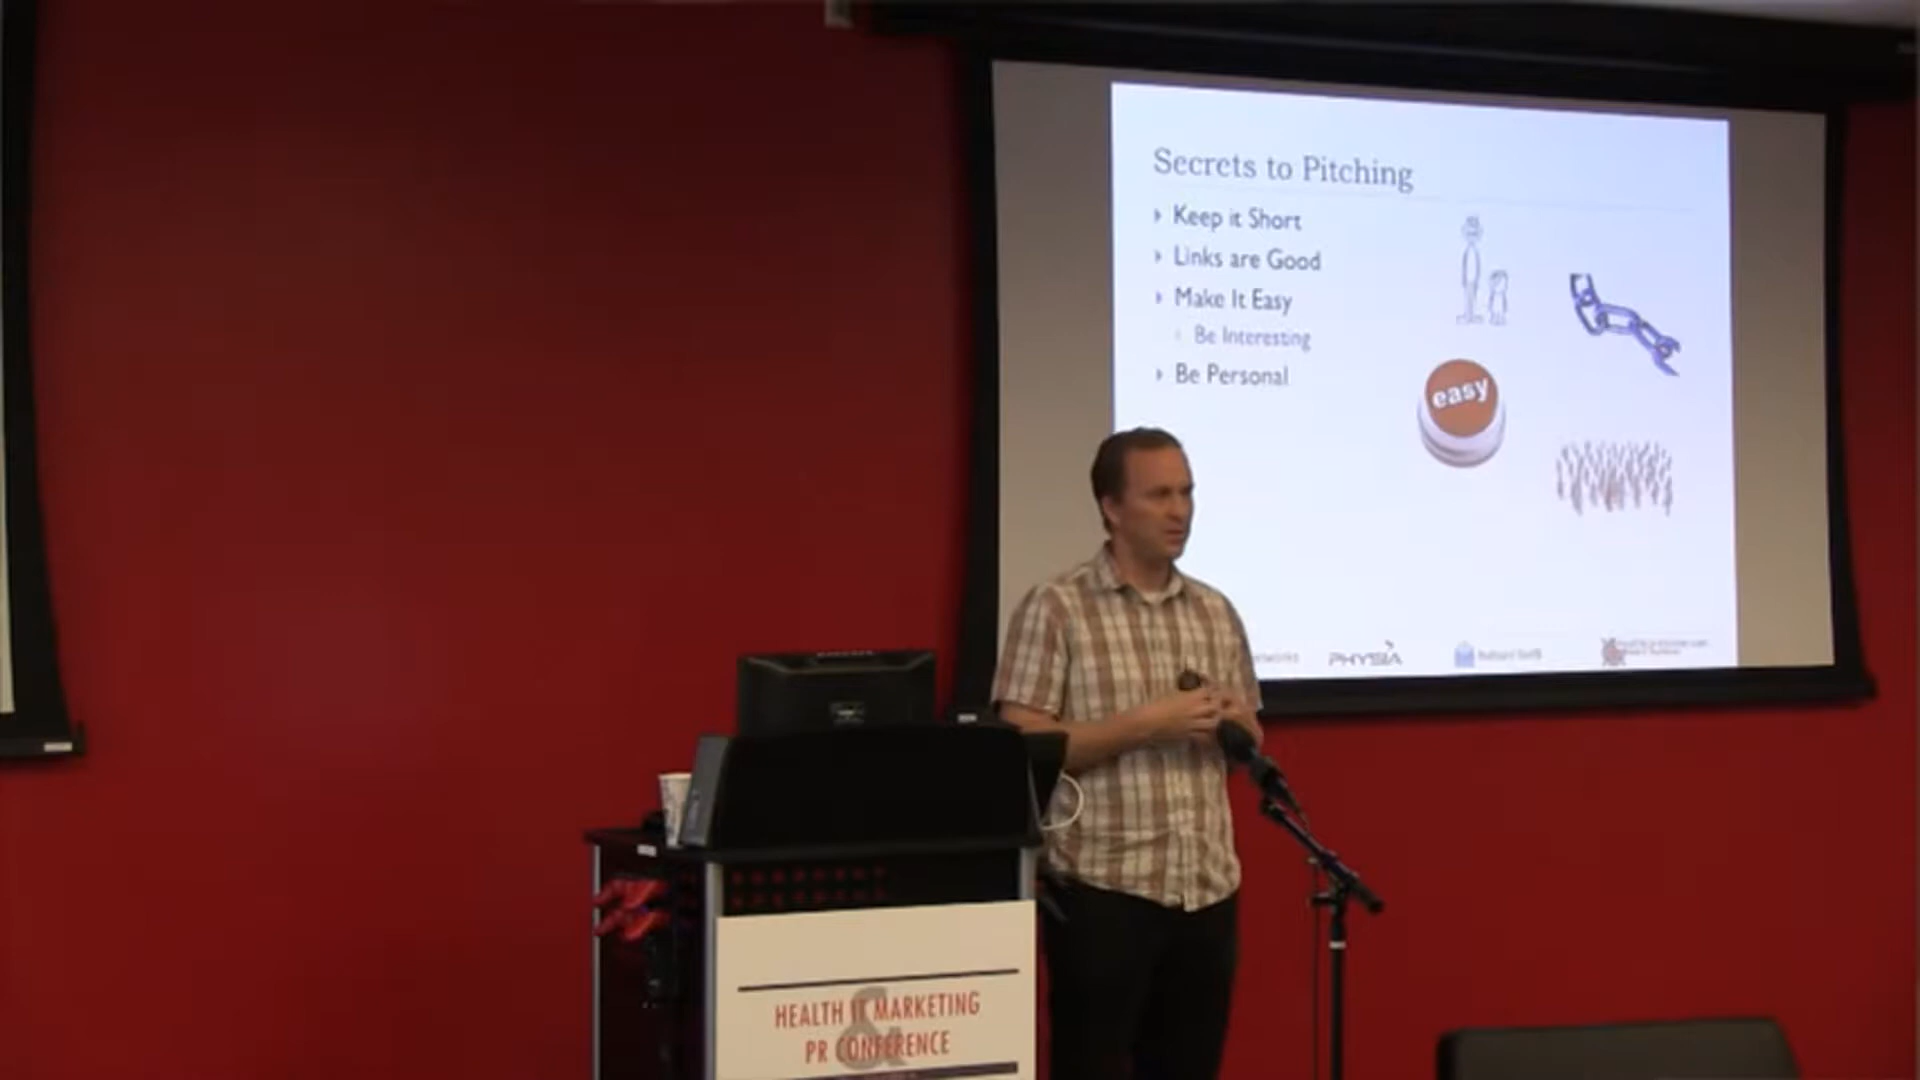 Secrets to Pitching
Keep it Short
Links are Good
Make It Easy
Be Interesting
Be Personal
easy
PHYSIA
HEALTH IT MARKETING
&
PR CONFERENCE